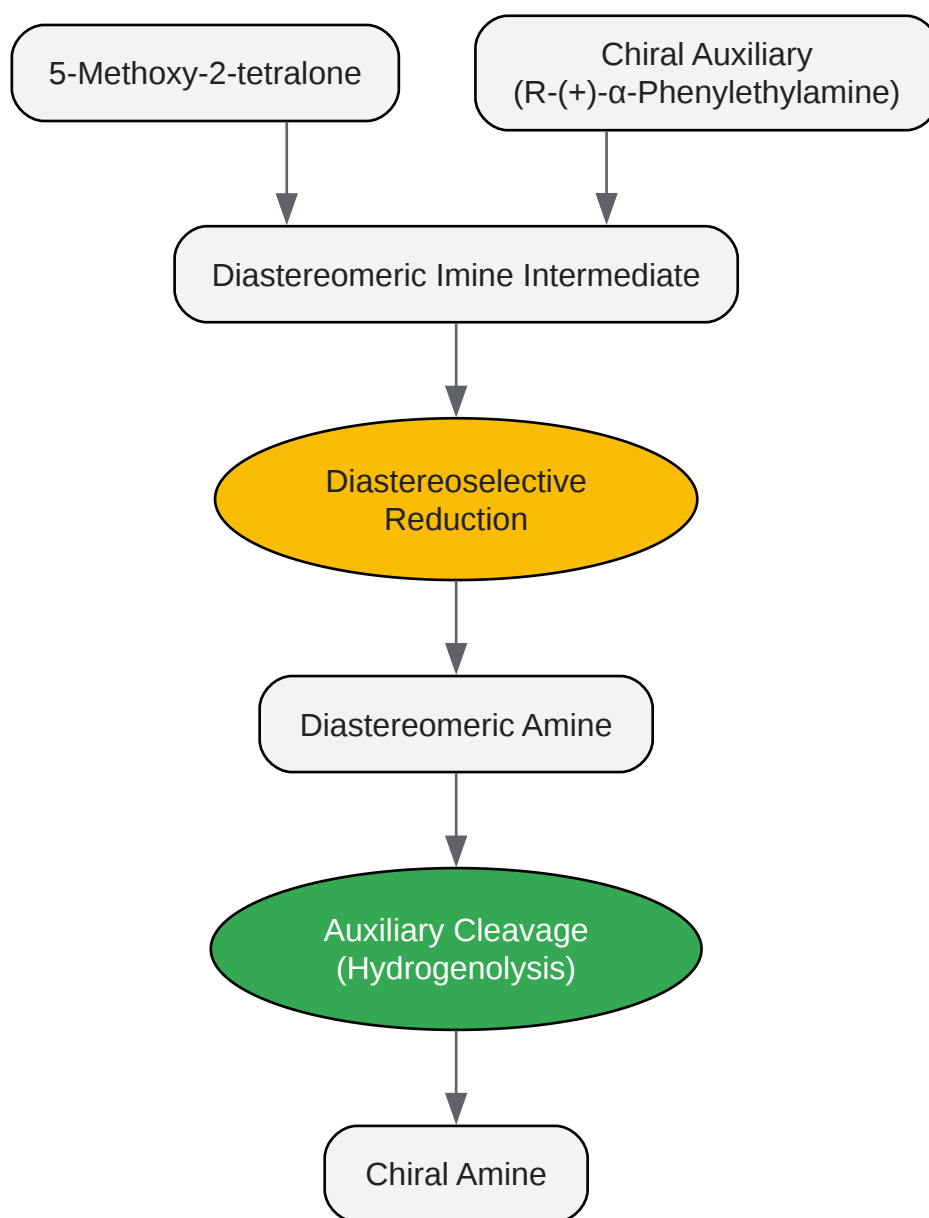 5-Methoxy-2-tetralone
Chiral Auxiliary
(R-(+)-α-Phenylethylamine)
Diastereomeric Imine Intermediate
Diastereoselective
Reduction
Diastereomeric Amine
Auxiliary Cleavage
(Hydrogenolysis)
Chiral Amine